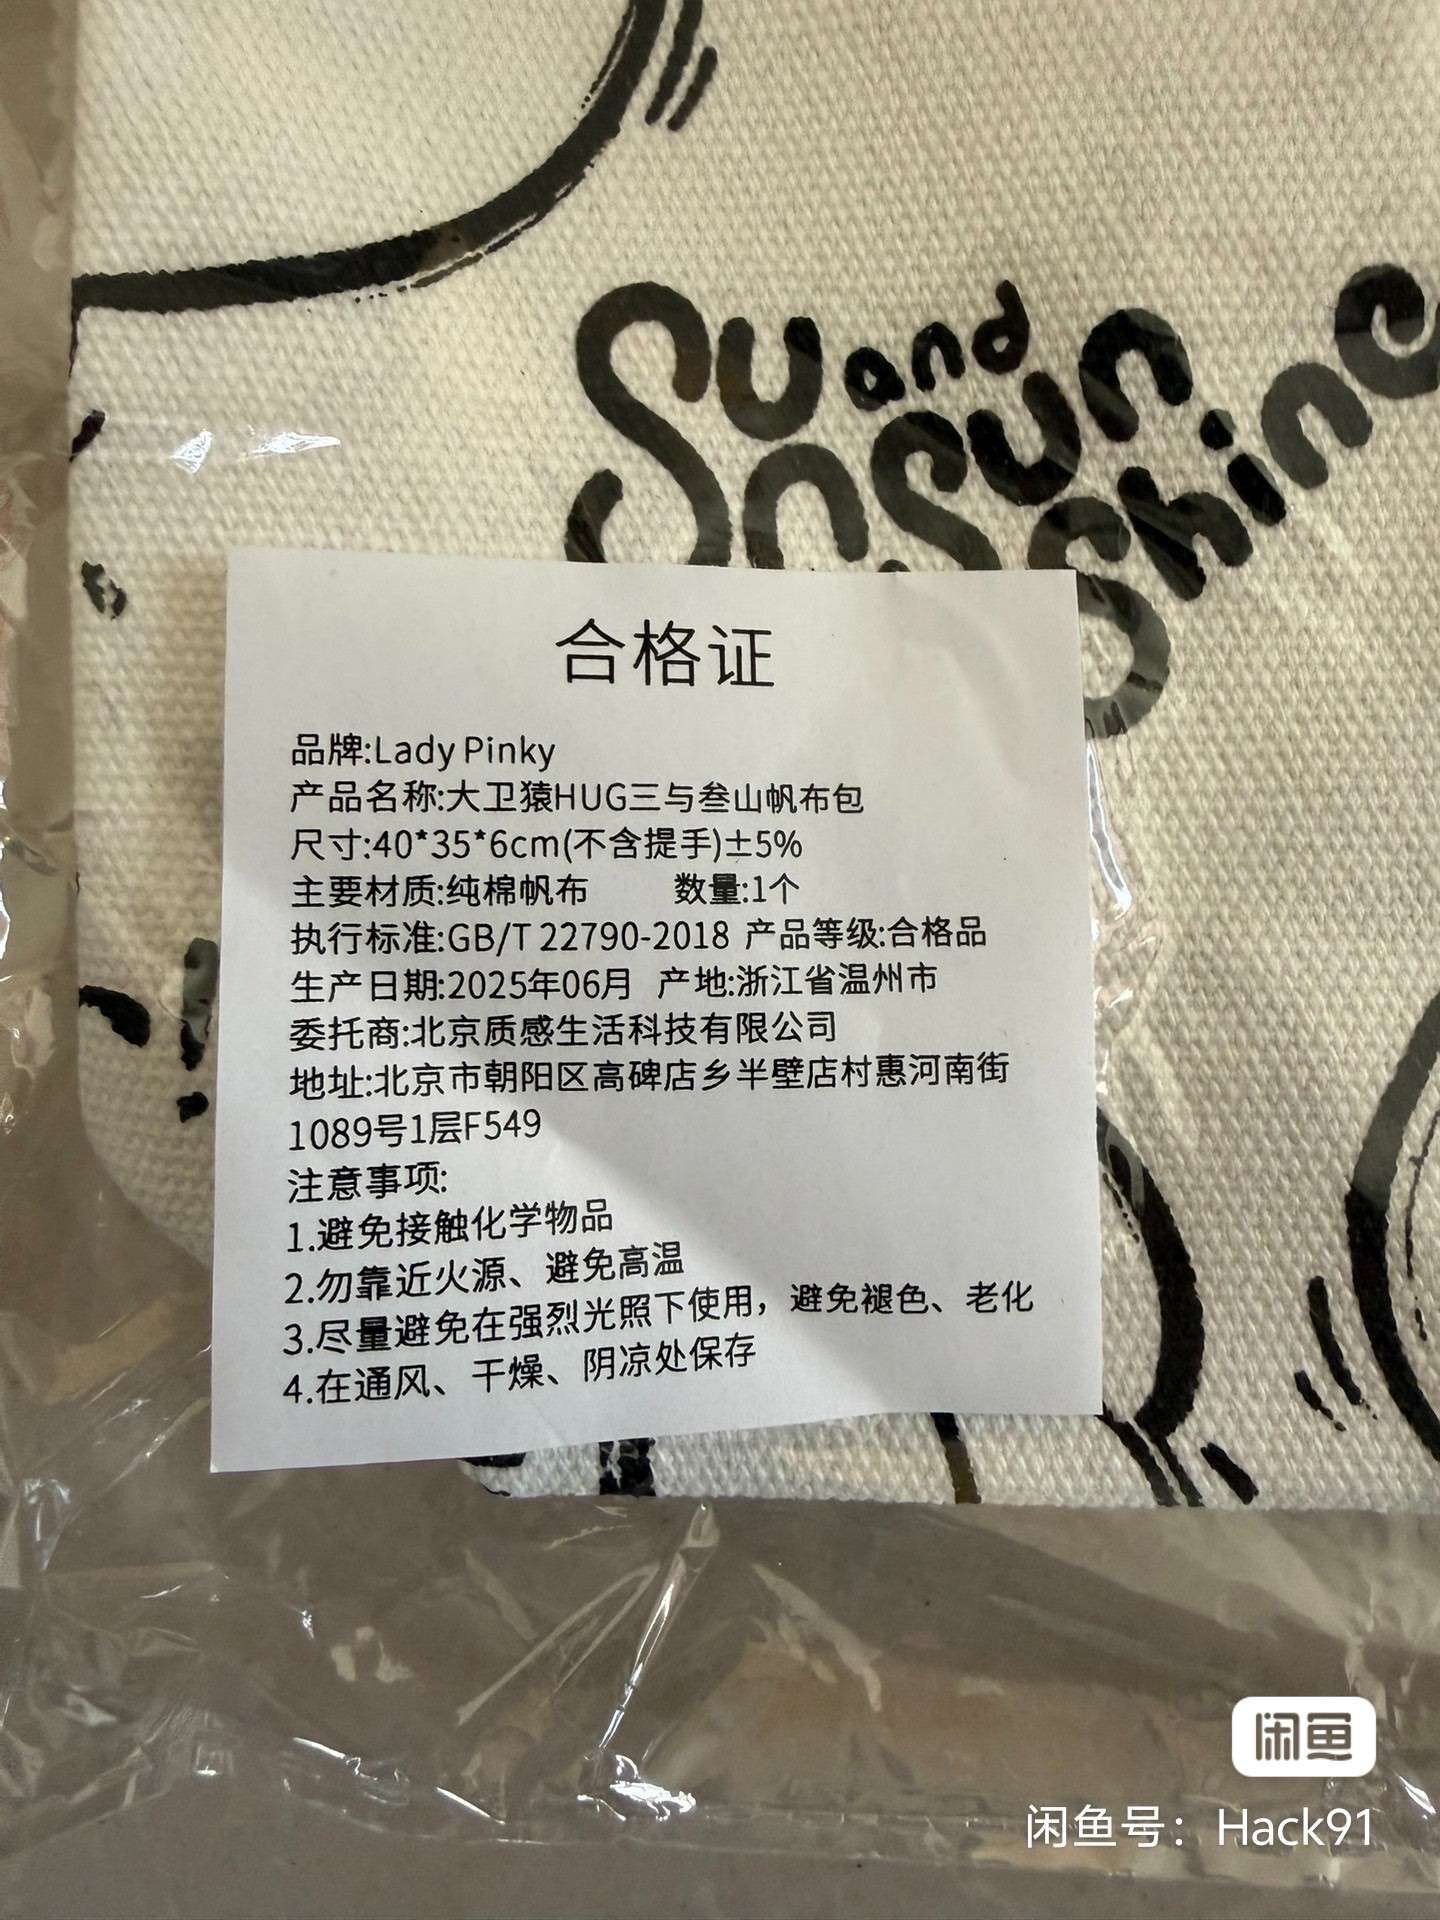 Su and Sun
Sunshine
合格证
品牌:Lady Pinky
产品名称:大卫猿HUG三与叁山帆布包
尺寸:40*35*6cm(不含提手)±5%
主要材质:纯棉帆布 数量:1个
执行标准:GB/T 22790-2018 产品等级:合格品
生产日期:2025年06月 产地:浙江省温州市
委托商:北京质感生活科技有限公司
地址:北京市朝阳区高碑店乡半壁店村惠河南街
1089号1层F549
注意事项:
1.避免接触化学物品
2.勿靠近火源、避免高温
3.尽量避免在强烈光照下使用，避免褪色、老化
4.在通风、干燥、阴凉处保存
闲鱼
闲鱼号：Hack91